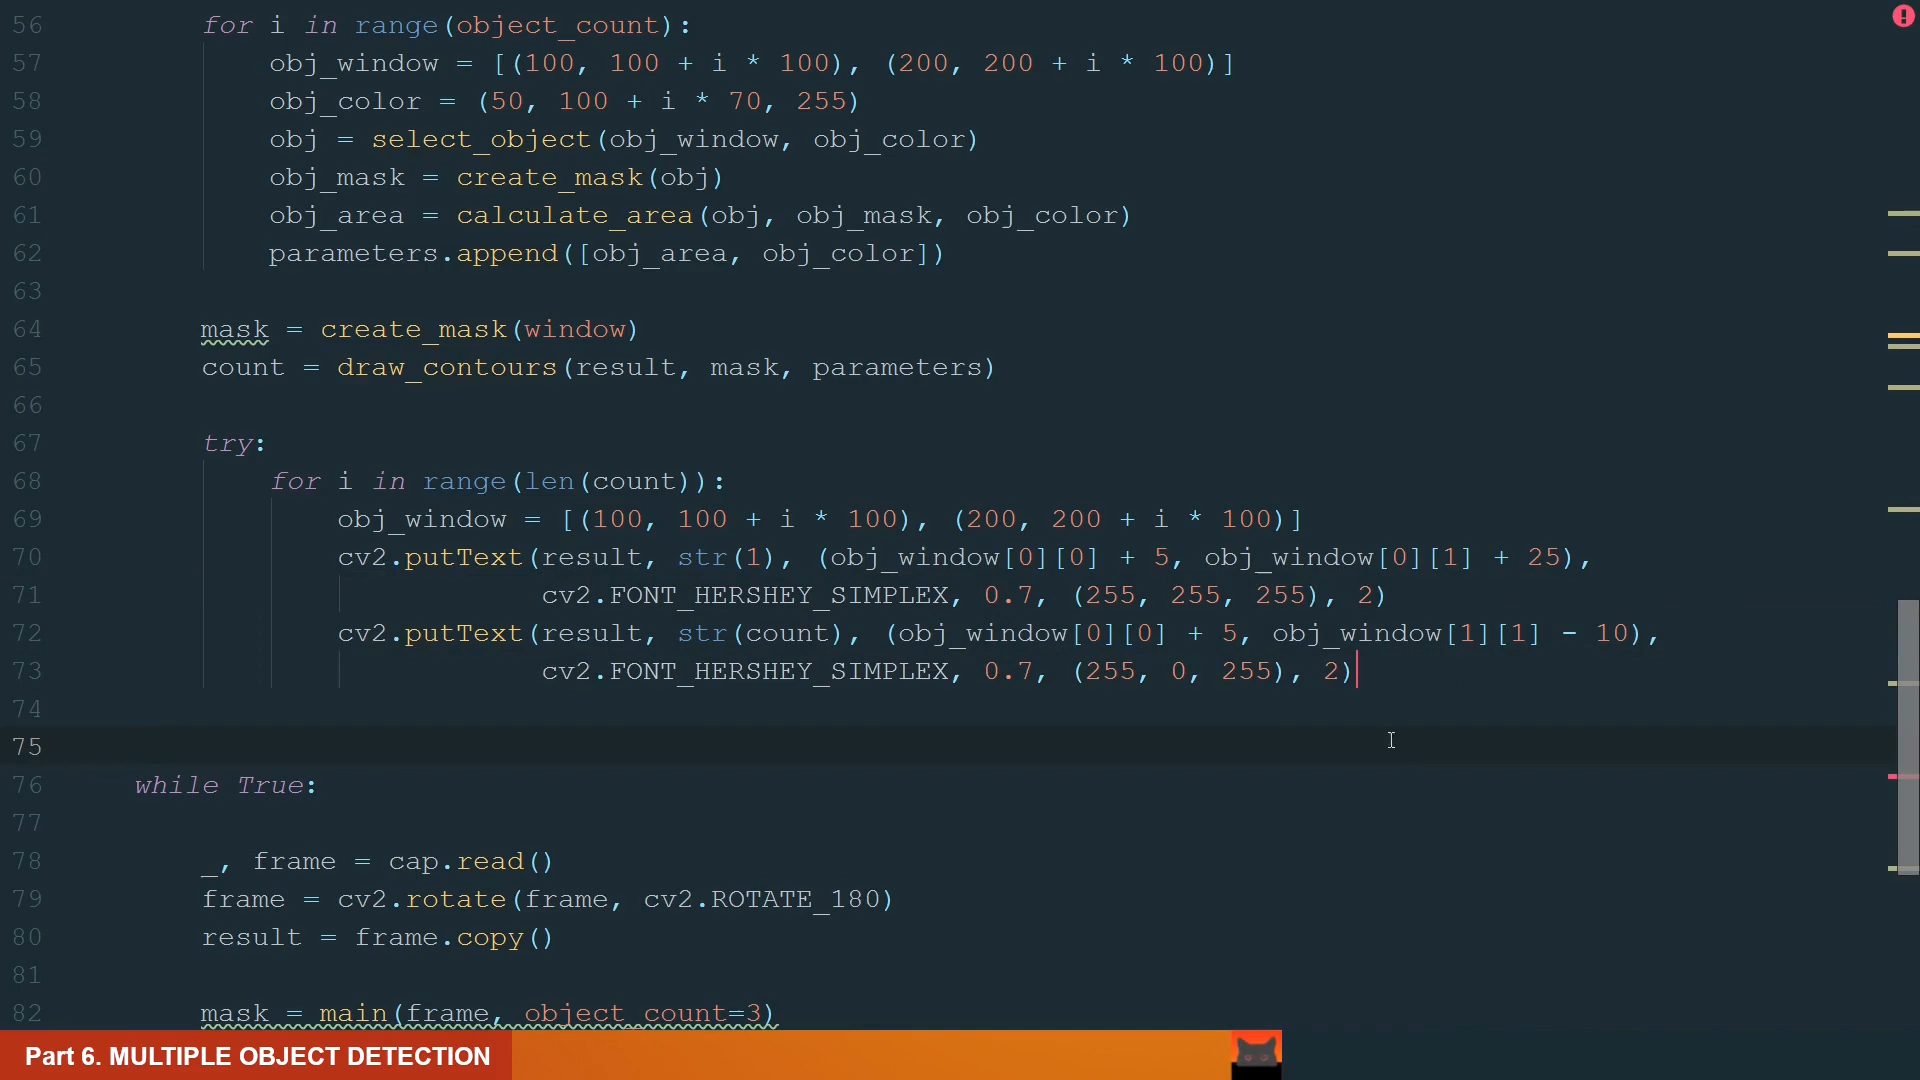 56 for i in range(object_count):
57 obj_window = [(100, 100 + i * 100), (200, 200 + i * 100)]
58 obj_color = (50, 100 + i * 70, 255)
59 obj = select_object(obj_window, obj_color)
60 obj_mask = create_mask(obj)
61 obj_area = calculate_area(obj, obj_mask, obj_color)
62 parameters.append([obj_area, obj_color])
63
64 mask = create_mask(window)
65 count = draw_contours(result, mask, parameters)
66
67 try:
68 for i in range(len(count)):
69 obj_window = [(100, 100 + i * 100), (200, 200 + i * 100)]
70 cv2.putText(result, str(1), (obj_window[0][0] + 5, obj_window[0][1] + 25),
71 cv2.FONT_HERSHEY_SIMPLEX, 0.7, (255, 255, 255), 2)
72 cv2.putText(result, str(count), (obj_window[0][0] + 5, obj_window[1][1] - 10),
73 cv2.FONT_HERSHEY_SIMPLEX, 0.7, (255, 0, 255), 2)
74
75
76 while True:
77
78 _, frame = cap.read()
79 frame = cv2.rotate(frame, cv2.ROTATE_180)
80 result = frame.copy()
81
82 mask = main(frame, object_count=3)
Part 6. MULTIPLE OBJECT DETECTION